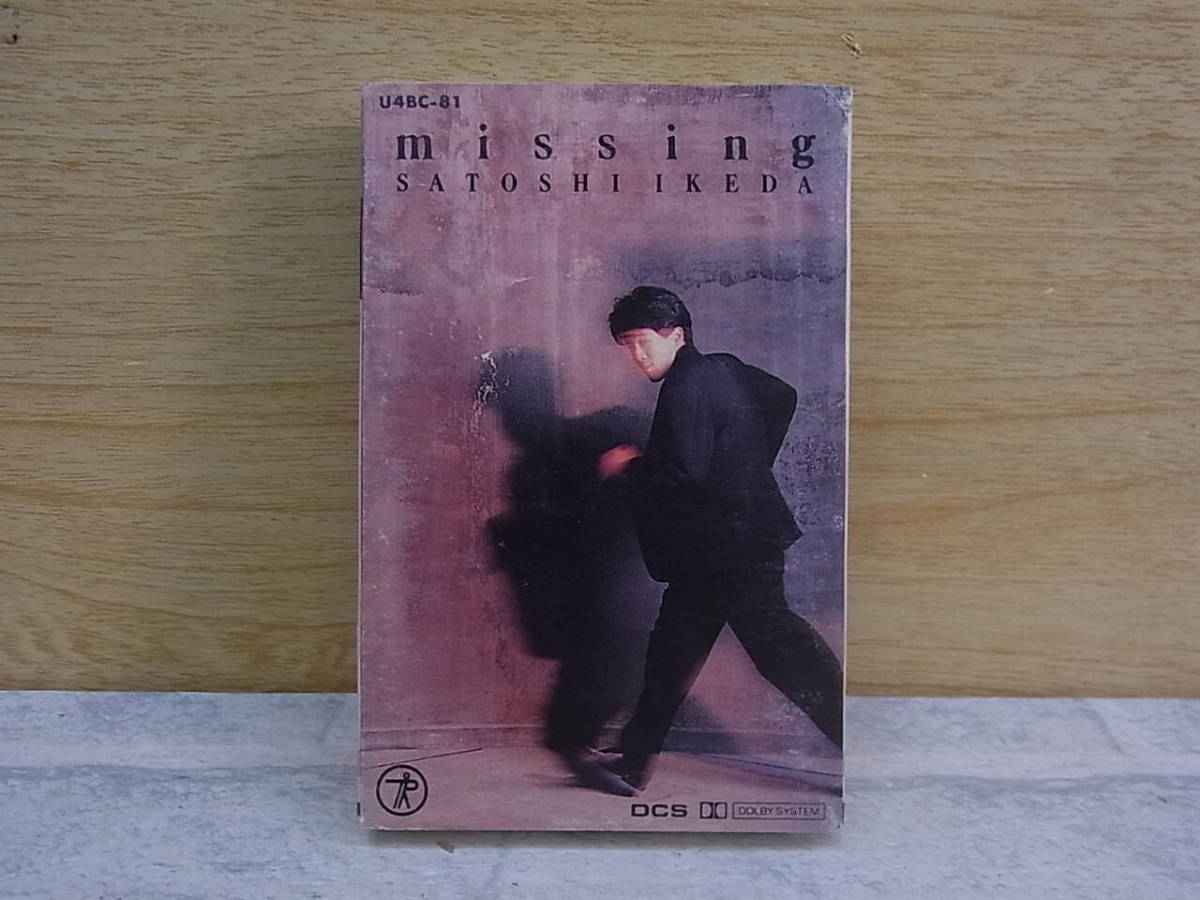 U4BC-81
missing
SATOSHI IKEDA
DCS DOLBY SYSTEM